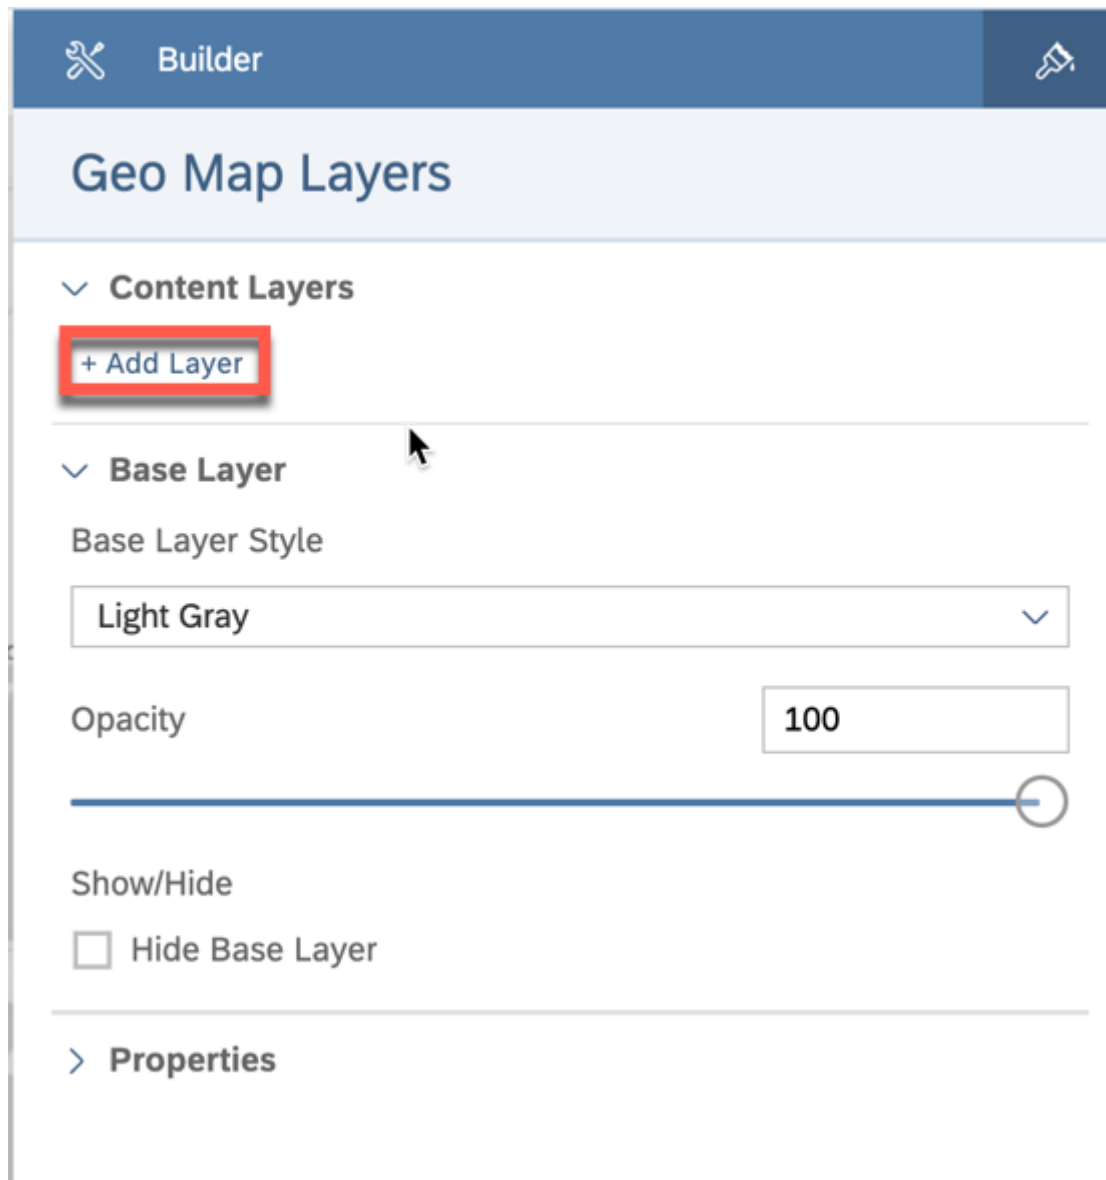 Builder
Geo Map Layers
Content Layers
+ Add Layer
Base Layer
Base Layer Style
Light Gray
Opacity
100
Show/Hide
Hide Base Layer
Properties